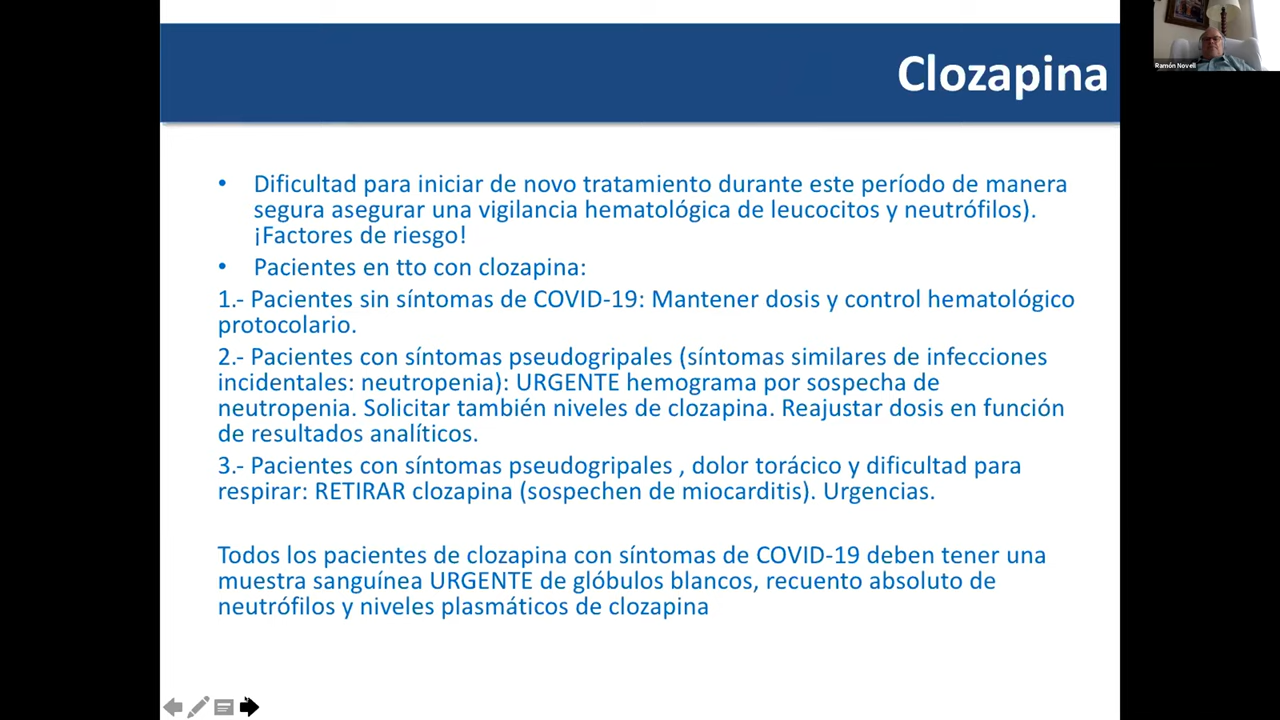 Clozapina
Ramón Novell
• Dificultad para iniciar de novo tratamiento durante este período de manera
segura asegurar una vigilancia hematológica de leucocitos y neutrófilos).
¡Factores de riesgo!
• Pacientes en tto con clozapina:
1.- Pacientes sin síntomas de COVID-19: Mantener dosis y control hematológico
protocolario.
2.- Pacientes con síntomas pseudogripales (síntomas similares de infecciones
incidentales: neutropenia): URGENTE hemograma por sospecha de
neutropenia. Solicitar también niveles de clozapina. Reajustar dosis en función
de resultados analíticos.
3.- Pacientes con síntomas pseudogripales , dolor torácico y dificultad para
respirar: RETIRAR clozapina (sospechen de miocarditis). Urgencias.
Todos los pacientes de clozapina con síntomas de COVID-19 deben tener una
muestra sanguínea URGENTE de glóbulos blancos, recuento absoluto de
neutrófilos y niveles plasmáticos de clozapina